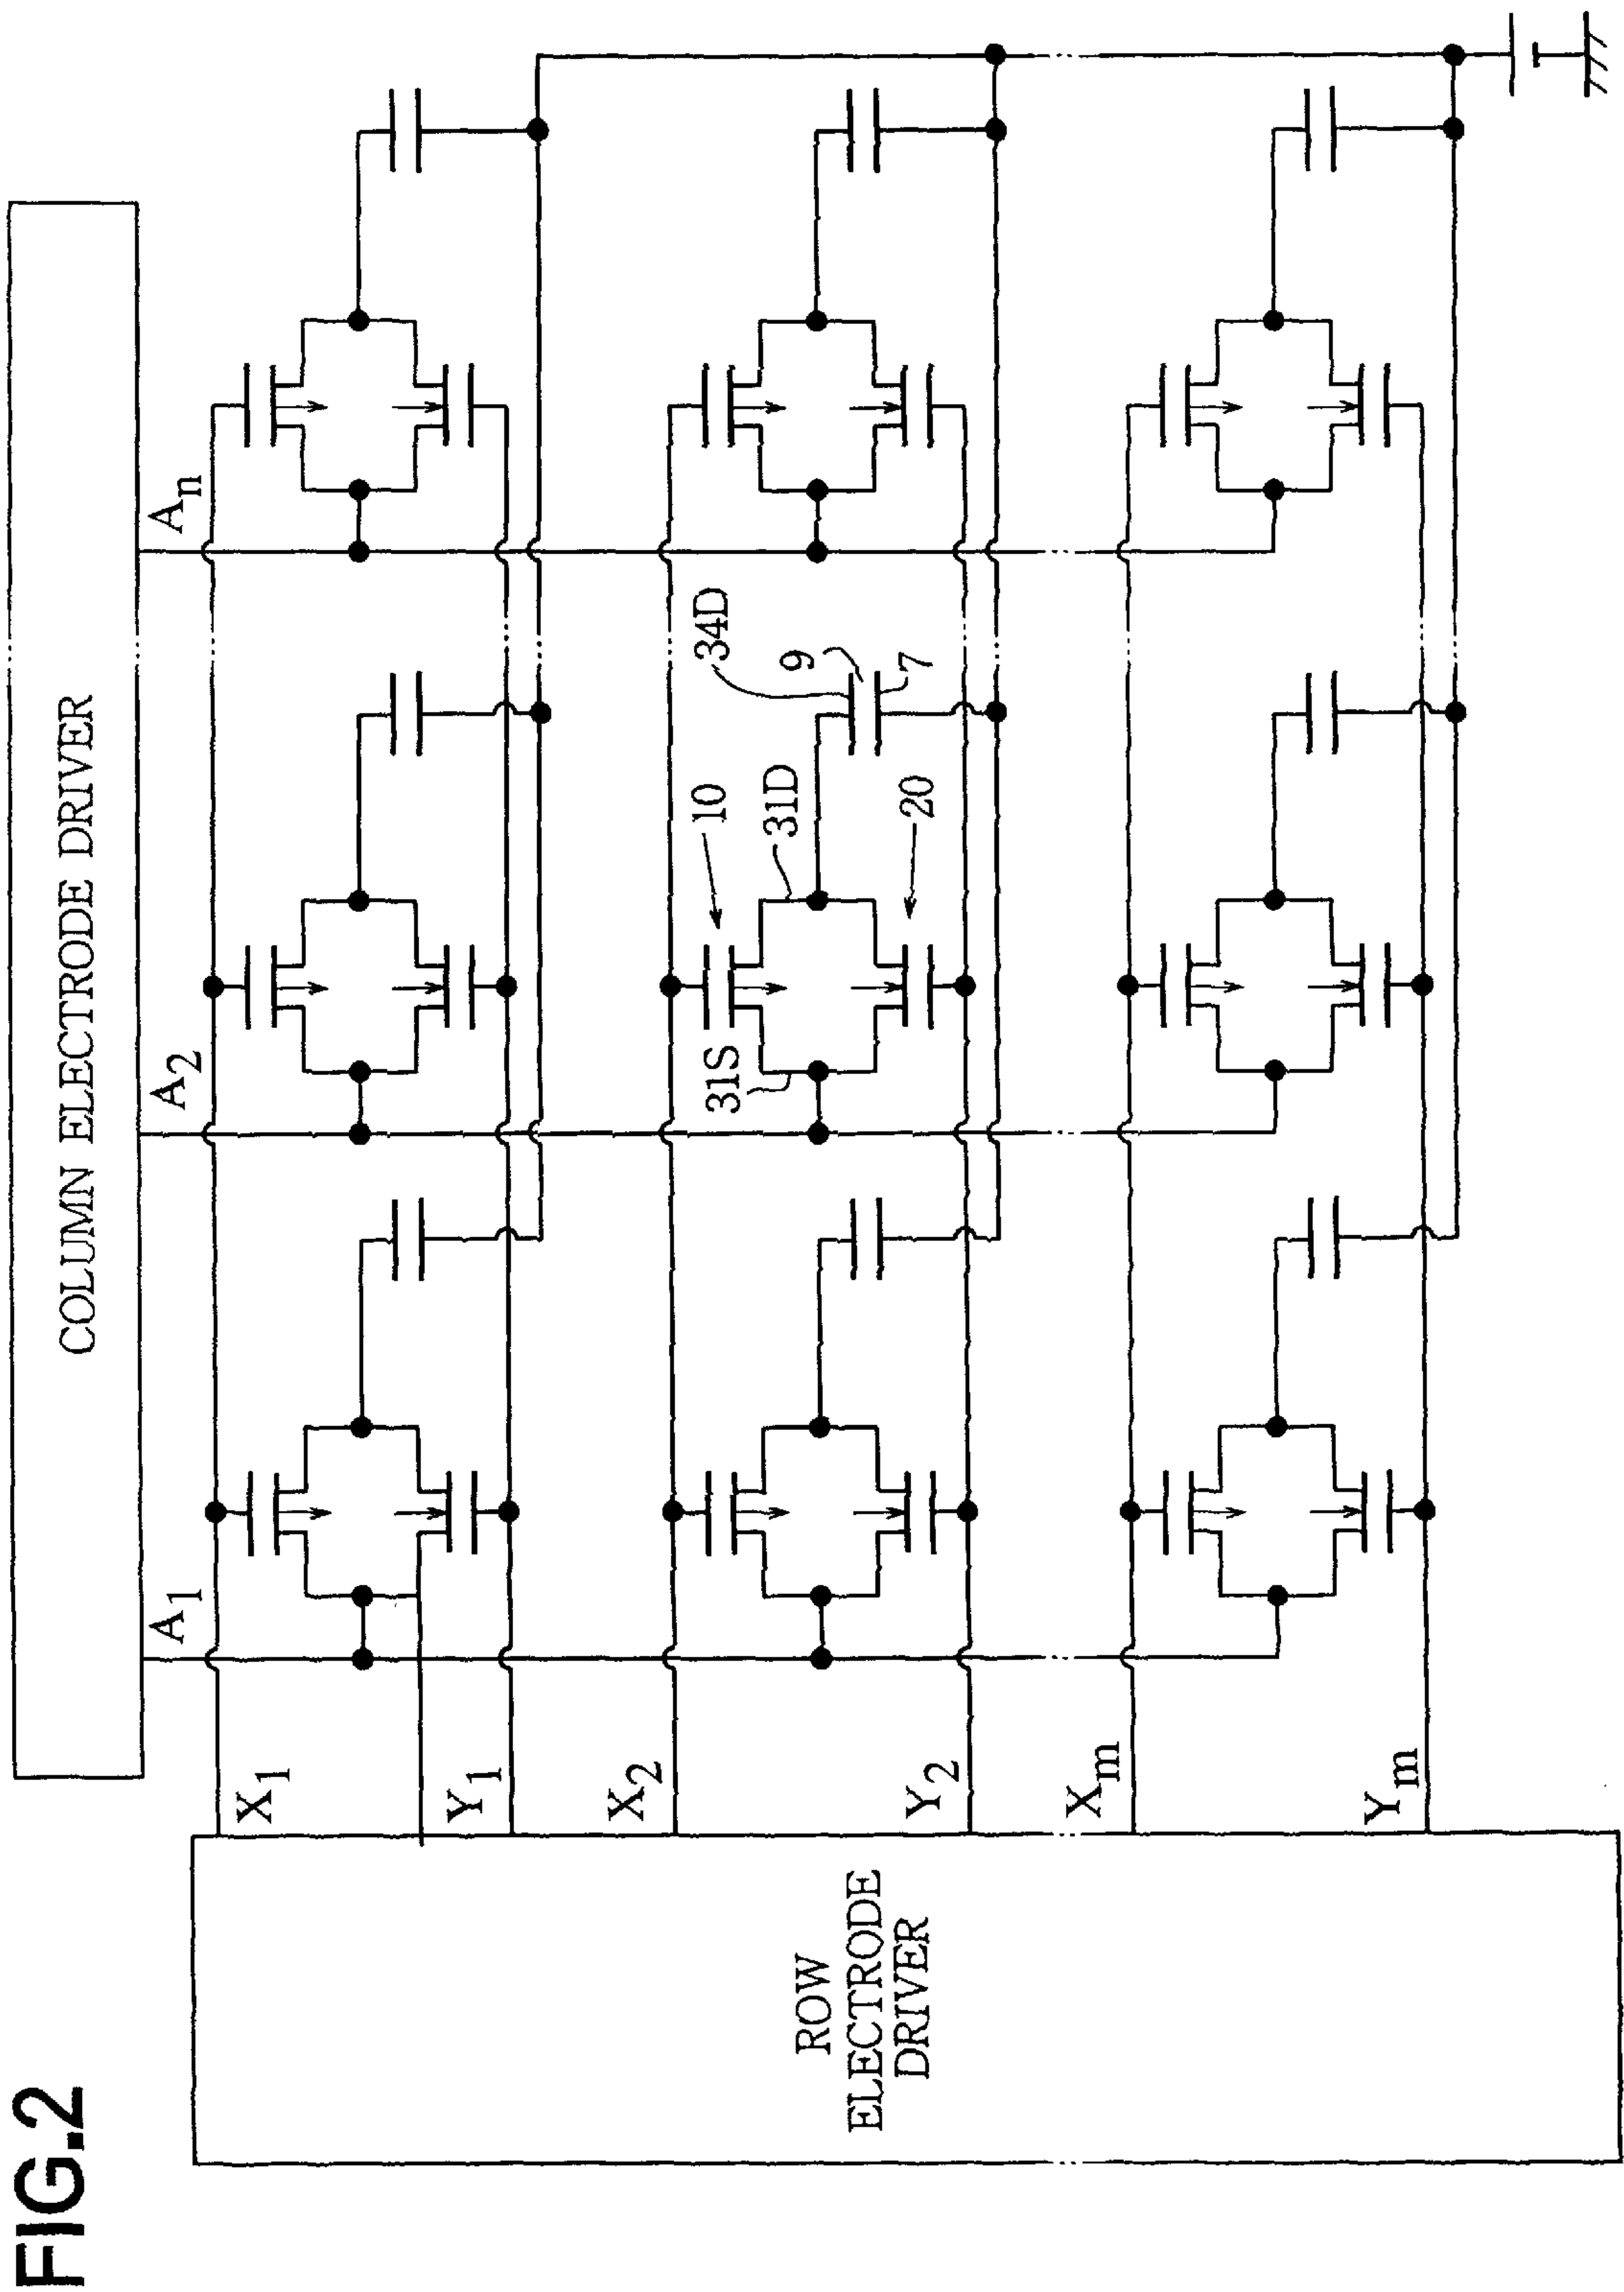 FIG.2
COLUMN ELECTRODE DRIVER
A1
A2
An
X1
Y1
X2
Y2
Xm
Ym
ROW
ELECTRODE
DRIVER
10
20
31S
31D
34D
9
7